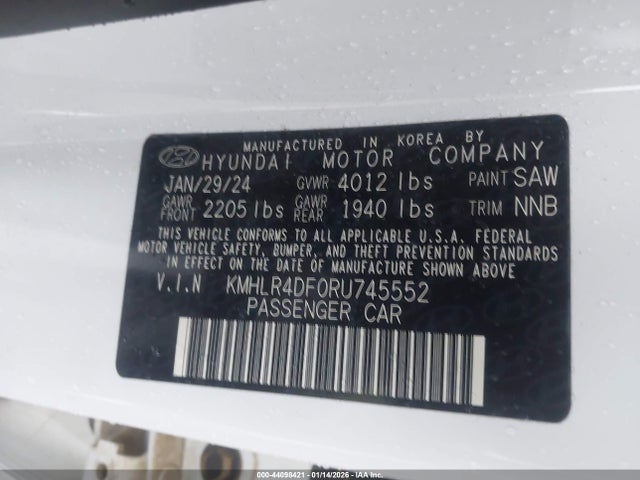 MANUFACTURED IN KOREA BY
HYUNDAI MOTOR COMPANY
JAN/29/24 GVWR 4012 lbs PAINT SAW
GAWR FRONT 2205 lbs GAWR REAR 1940 lbs TRIM NNB
THIS VEHICLE CONFORMS TO ALL APPLICABLE U.S.A. FEDERAL
MOTOR VEHICLE SAFETY, BUMPER, AND THEFT PREVENTION STANDARDS
IN EFFECT ON THE DATE OF MANUFACTURE SHOWN ABOVE
V.I.N KMHLR4DF0RU745552
PASSENGER CAR
000-44098421 - 01/14/2026 - IAA Inc.